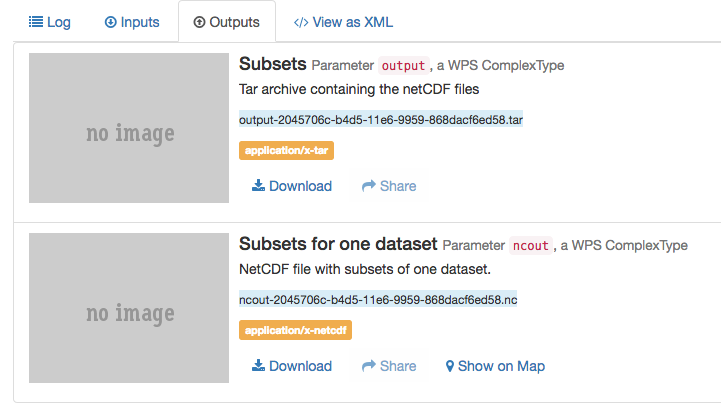 Log
Inputs
Outputs
</> View as XML
no image
Subsets Parameter output, a WPS ComplexType
Tar archive containing the netCDF files
output-2045706c-b4d5-11e6-9959-868dacf6ed58.tar
application/x-tar
Download
Share
no image
Subsets for one dataset Parameter ncout, a WPS ComplexType
NetCDF file with subsets of one dataset.
ncout-2045706c-b4d5-11e6-9959-868dacf6ed58.nc
application/x-netcdf
Download
Share
Show on Map